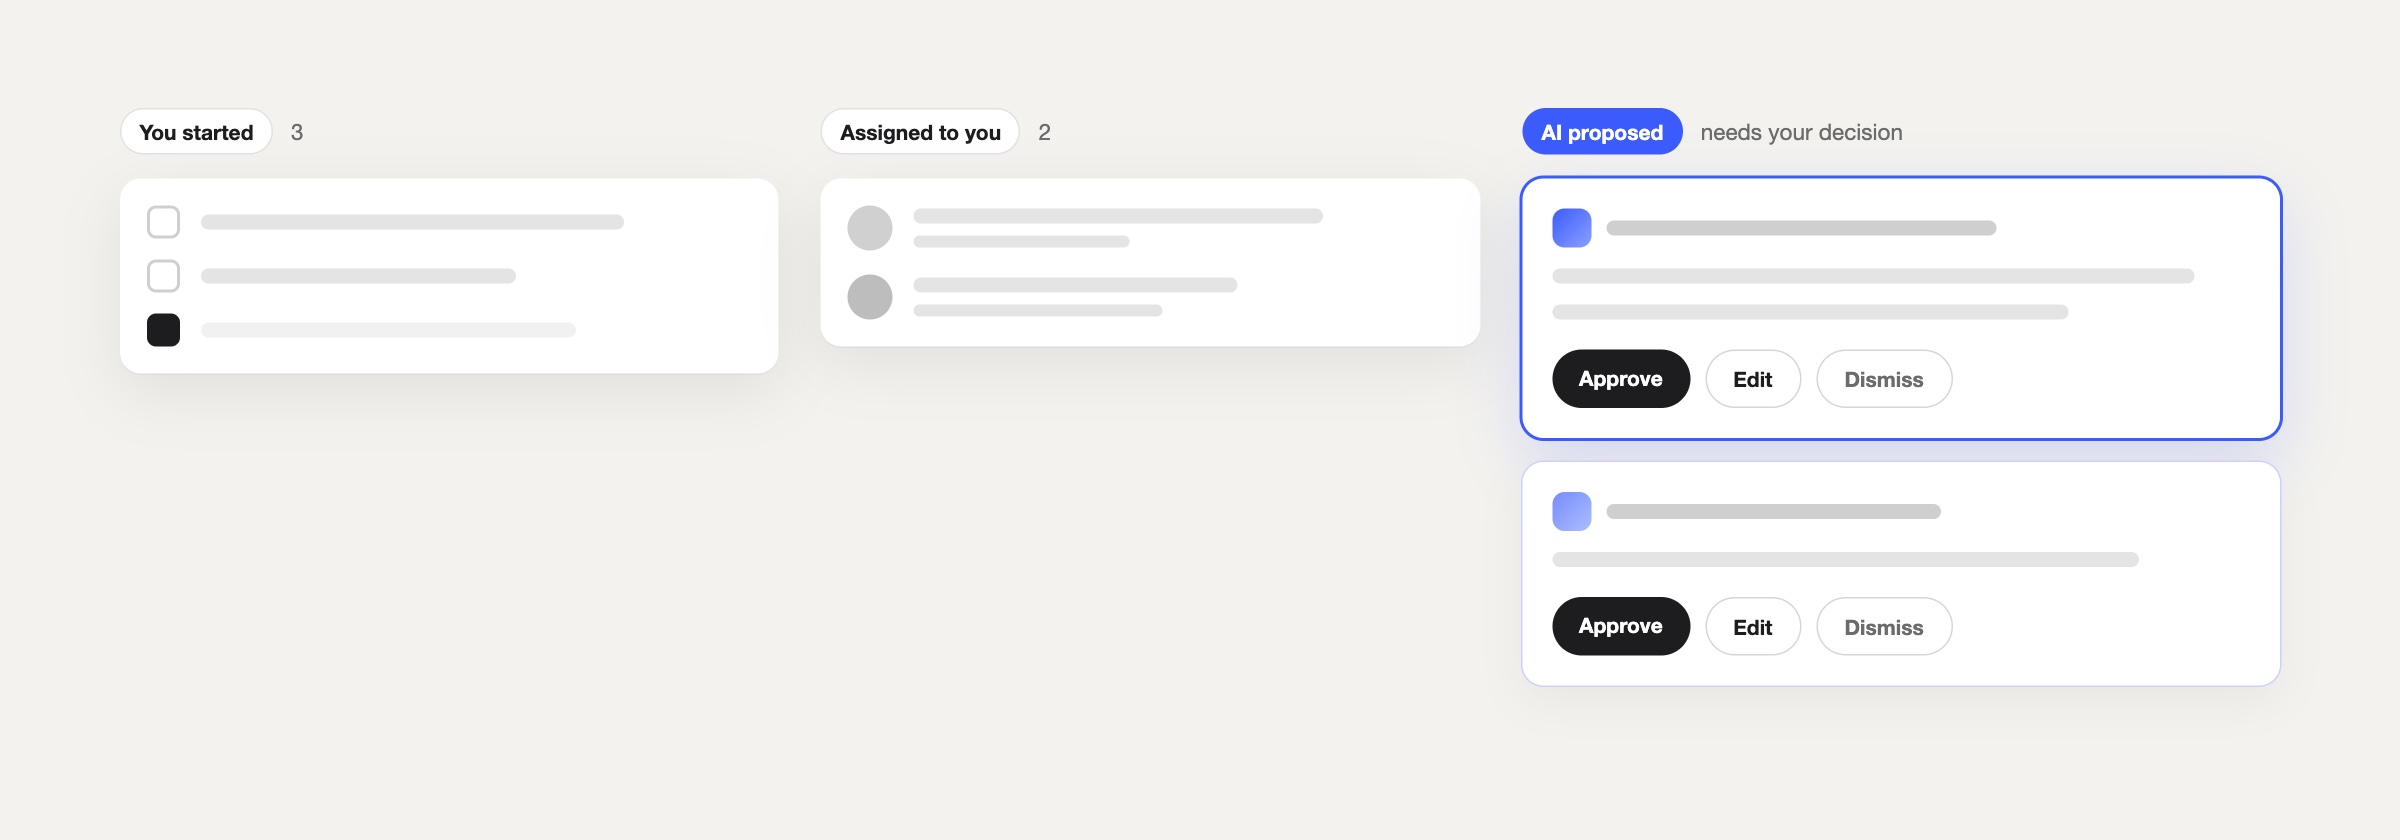 You started 3
Assigned to you 2
AI proposed needs your decision
Approve Edit Dismiss
Approve Edit Dismiss